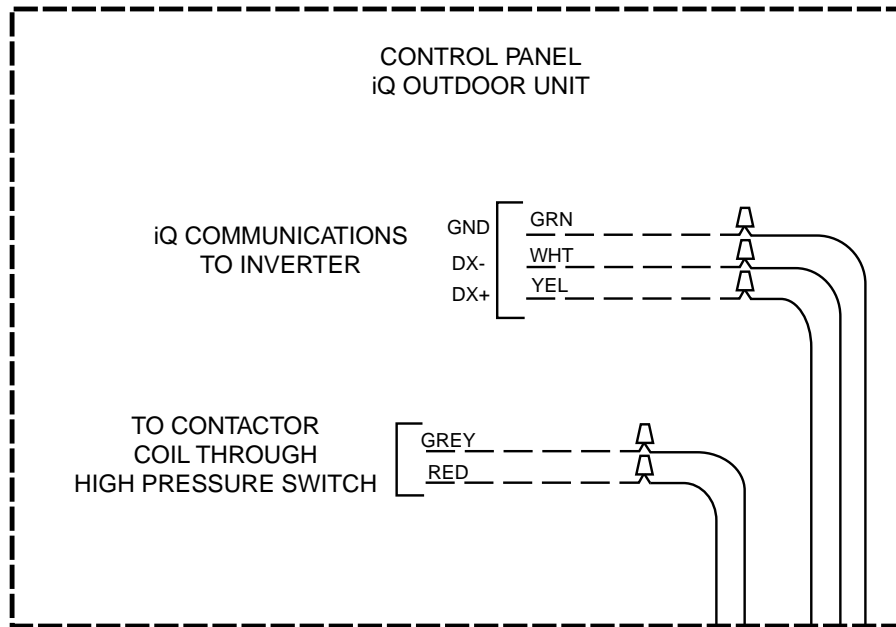 CONTROL PANEL
iQ OUTDOOR UNIT
iQ COMMUNICATIONS
TO INVERTER
GND
GRN
DX-
WHT
DX+
YEL
TO CONTACTOR
COIL THROUGH
HIGH PRESSURE SWITCH
GREY
RED